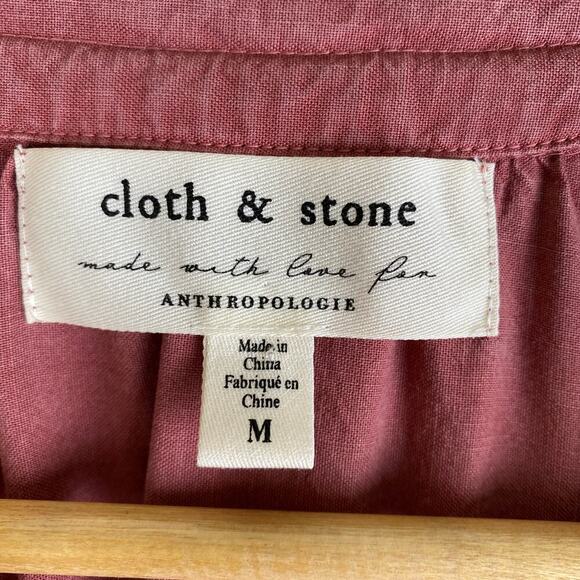 cloth & stone
made with love for
ANTHROPOLOGIE
Made in
China
Fabriqué en
Chine
M